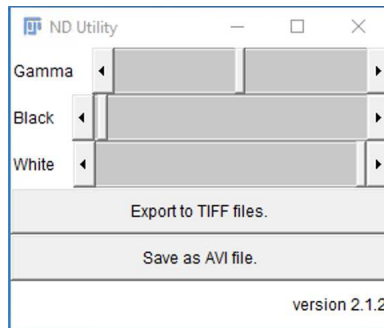 ND Utility
Gamma
Black
White
Export to TIFF files.
Save as AVI file.
version 2.1.2